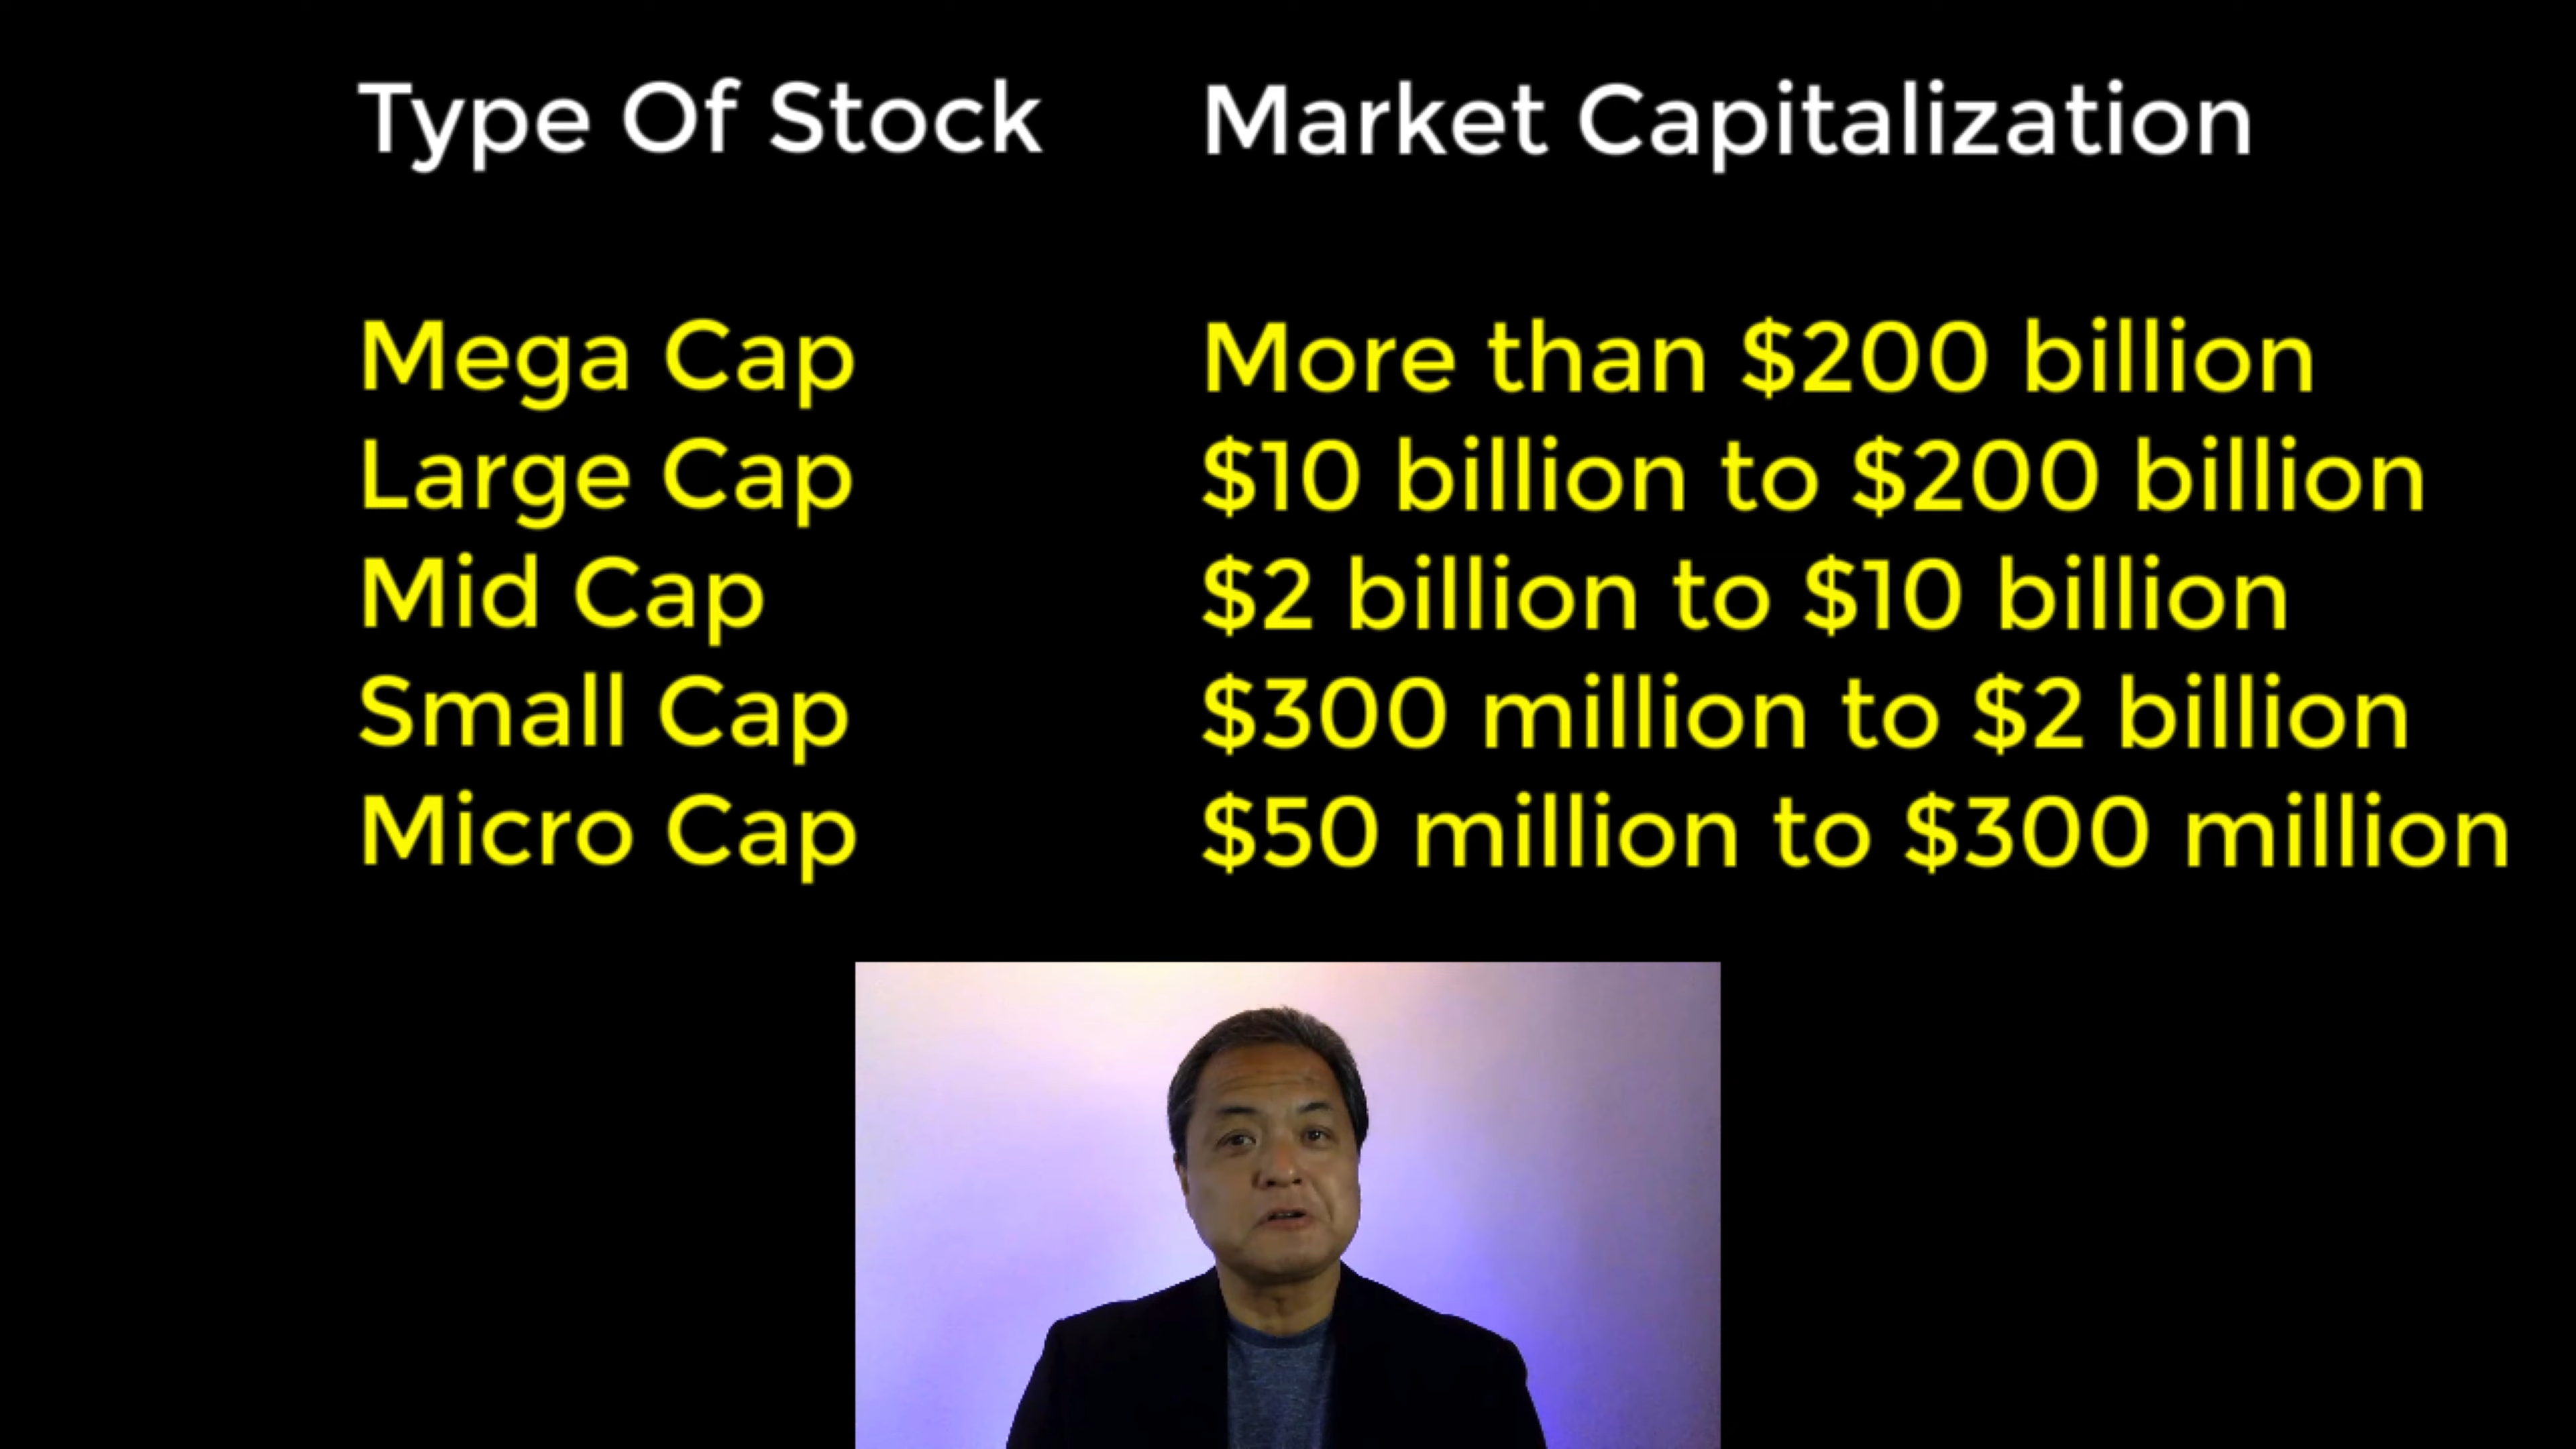 Type Of Stock Market Capitalization
Mega Cap More than $200 billion
Large Cap $10 billion to $200 billion
Mid Cap $2 billion to $10 billion
Small Cap $300 million to $2 billion
Micro Cap $50 million to $300 million